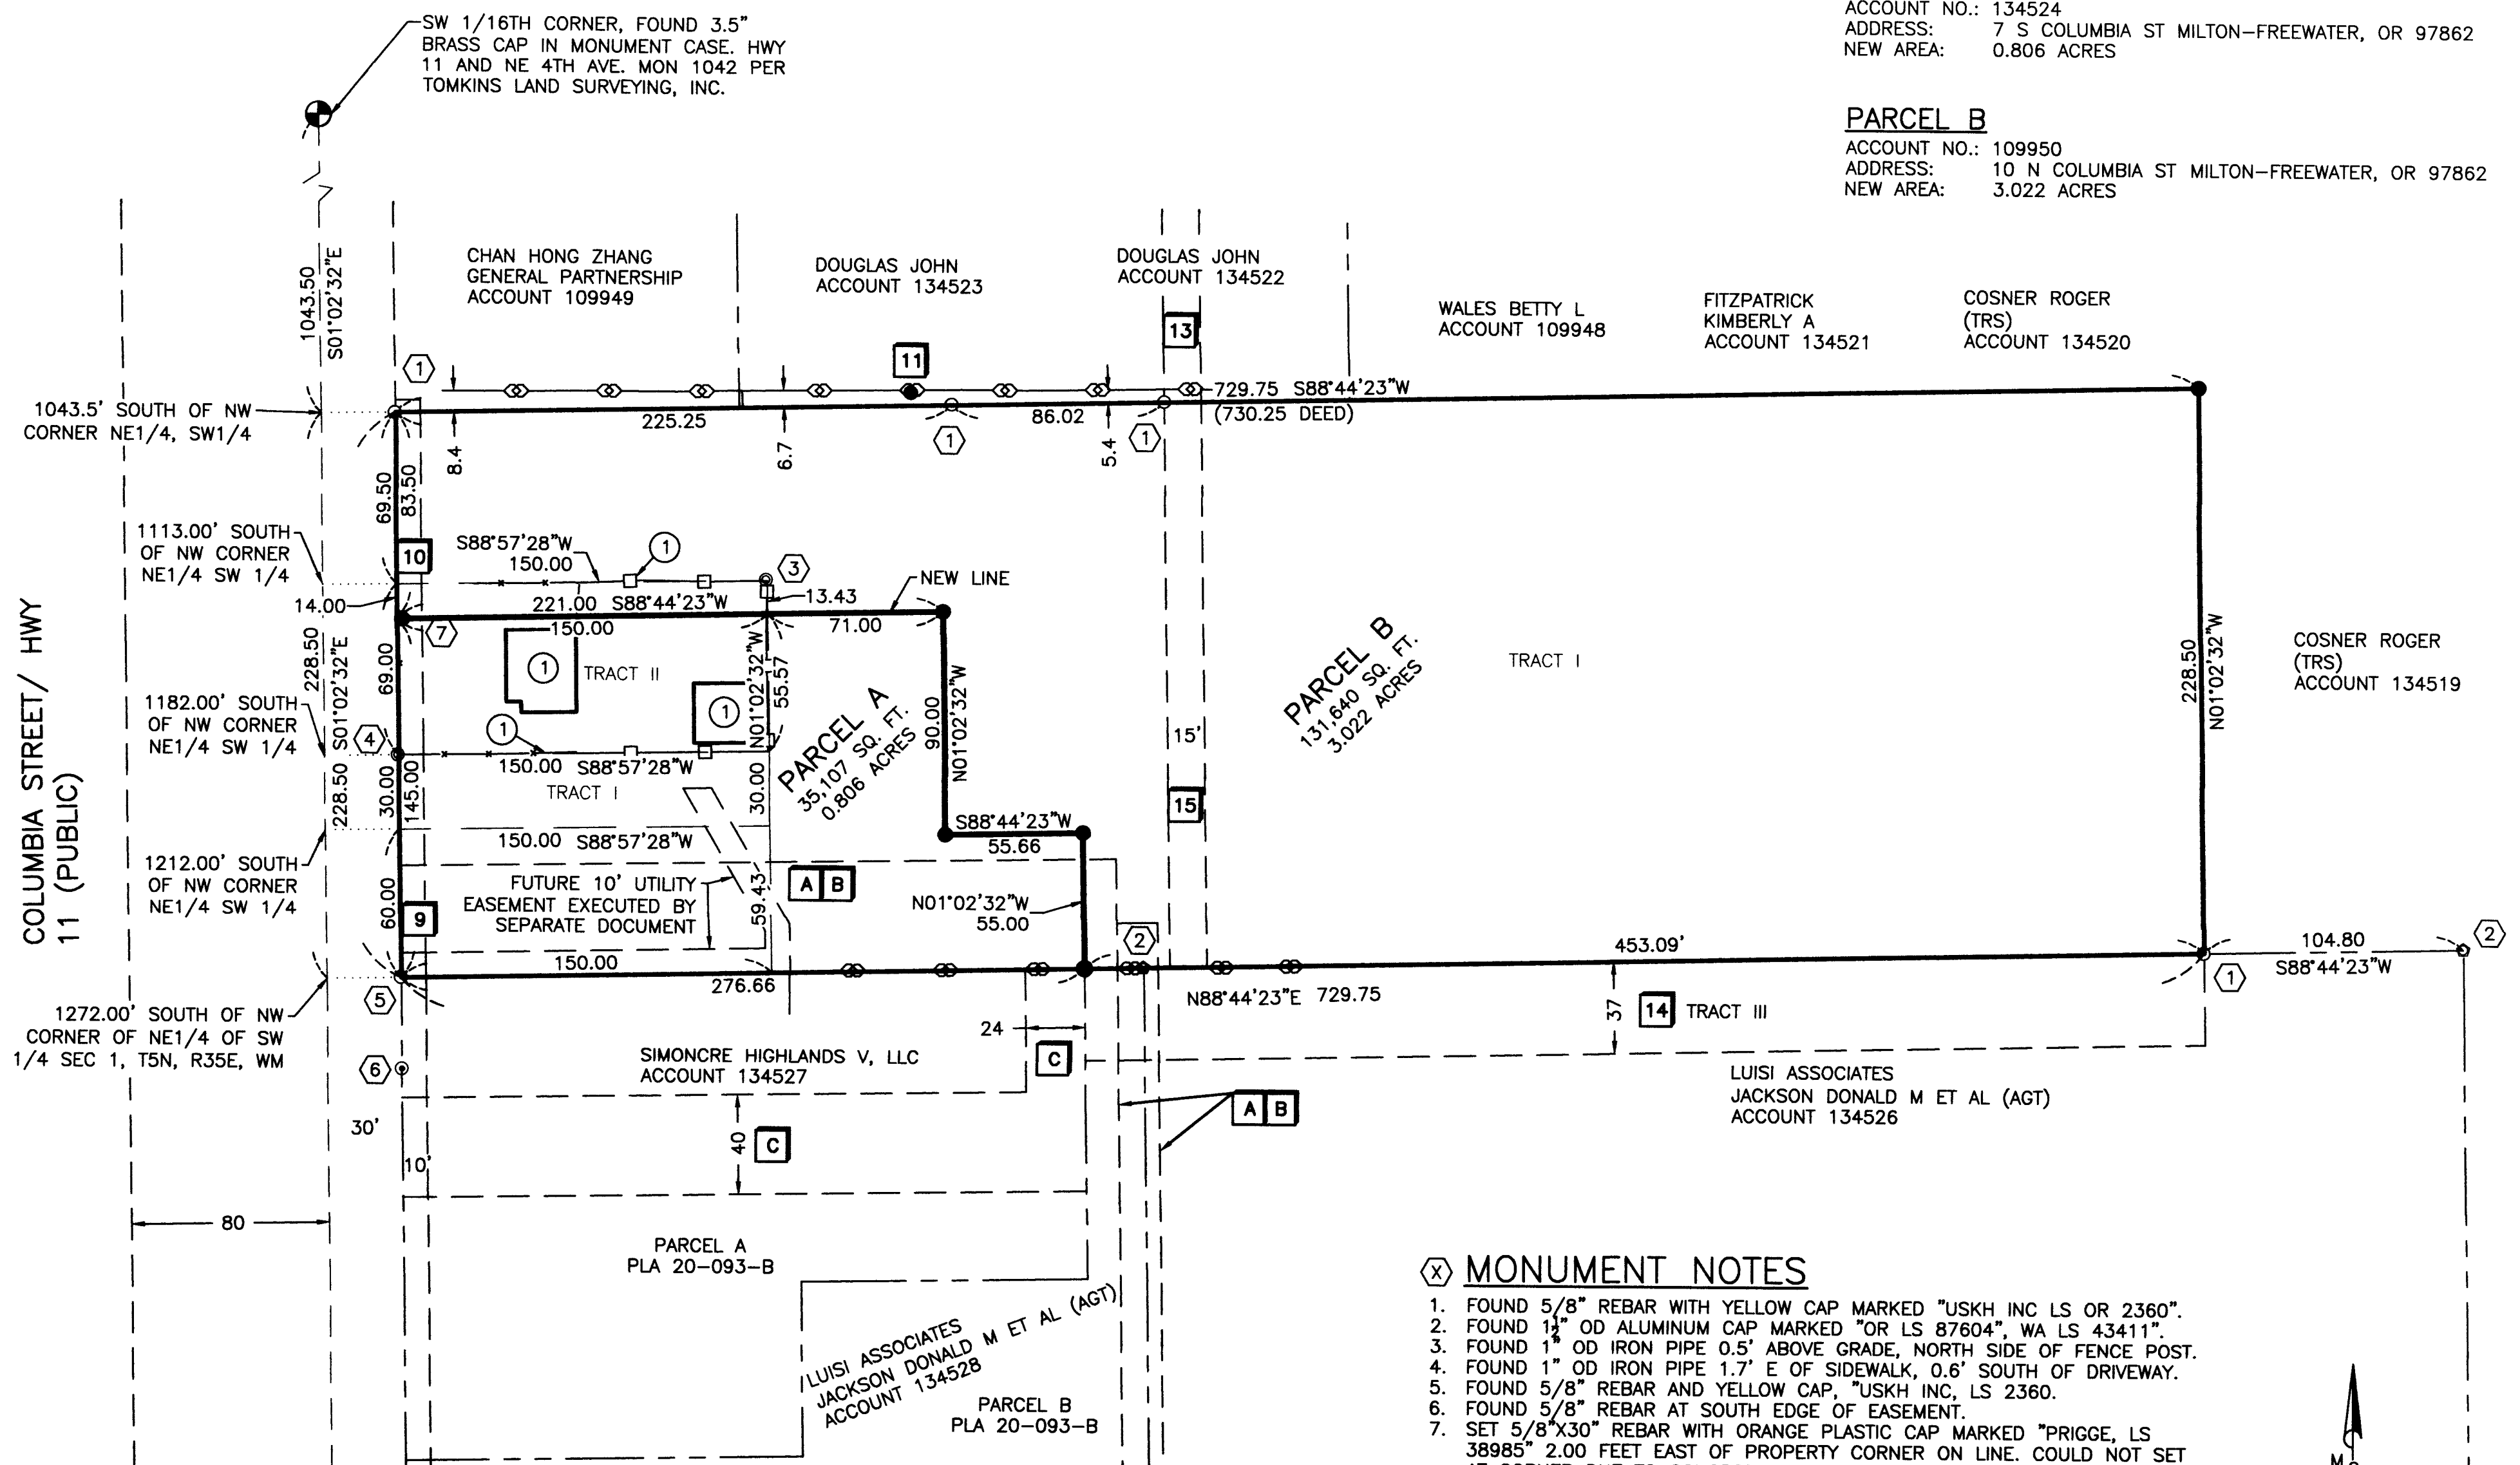 SW 1/16TH CORNER, FOUND 3.5"
BRASS CAP IN MONUMENT CASE. HWY
11 AND NE 4TH AVE. MON 1042 PER
TOMKINS LAND SURVEYING, INC.
ACCOUNT NO.: 134524
ADDRESS: 7 S COLUMBIA ST MILTON-FREEWATER, OR 97862
NEW AREA: 0.806 ACRES
PARCEL B
ACCOUNT NO.: 109950
ADDRESS: 10 N COLUMBIA ST MILTON-FREEWATER, OR 97862
NEW AREA: 3.022 ACRES
1043.50
S01°02'32"E
CHAN HONG ZHANG
GENERAL PARTNERSHIP
ACCOUNT 109949
DOUGLAS JOHN
ACCOUNT 134523
DOUGLAS JOHN
ACCOUNT 134522
WALES BETTY L
ACCOUNT 109948
FITZPATRICK
KIMBERLY A
ACCOUNT 134521
COSNER ROGER
(TRS)
ACCOUNT 134520
13
11
1
729.75 S88°44'23"W
(730.25 DEED)
1043.5' SOUTH OF NW
CORNER NE1/4, SW1/4
225.25
86.02
1
1
8.4
6.7
5.4
69.50
83.50
1113.00' SOUTH
OF NW CORNER
NE1/4 SW 1/4
10
S88°57'28"W
150.00
1
3
NEW LINE
14.00
221.00 S88°44'23"W
13.43
7
150.00
71.00
COLUMBIA STREET/ HWY
11 (PUBLIC)
228.50
S01°02'32"E
69.00
1
TRACT II
1
N01°02'32"W
55.57
PARCEL A
35,107 SQ. FT.
0.806 ACRES
90.00
N01°02'32"W
PARCEL B
131,640 SQ. FT.
3.022 ACRES
TRACT I
228.50
N01°02'32"W
COSNER ROGER
(TRS)
ACCOUNT 134519
1182.00' SOUTH
OF NW CORNER
NE1/4 SW 1/4
4
1
150.00 S88°57'28"W
15'
228.50
30.00
145.00
TRACT I
30.00
15
150.00 S88°57'28"W
S88°44'23"W
55.66
1212.00' SOUTH
OF NW CORNER
NE1/4 SW 1/4
60.00
9
FUTURE 10' UTILITY
EASEMENT EXECUTED BY
SEPARATE DOCUMENT
59.43
A B
N01°02'32"W
55.00
2
453.09'
104.80
S88°44'23"W
2
1
150.00
276.66
5
1272.00' SOUTH OF NW
CORNER OF NE1/4 OF SW
1/4 SEC 1, T5N, R35E, WM
N88°44'23"E 729.75
37
14
TRACT III
24
C
SIMONCRE HIGHLANDS V, LLC
ACCOUNT 134527
6
LUISI ASSOCIATES
JACKSON DONALD M ET AL (AGT)
ACCOUNT 134526
A B
30'
10'
40
C
80
PARCEL A
PLA 20-093-B
LUISI ASSOCIATES
JACKSON DONALD M ET AL (AGT)
ACCOUNT 134528
PARCEL B
PLA 20-093-B
X MONUMENT NOTES
1. FOUND 5/8" REBAR WITH YELLOW CAP MARKED "USKH INC LS OR 2360".
2. FOUND 1½" OD ALUMINUM CAP MARKED "OR LS 87604", WA LS 43411".
3. FOUND 1" OD IRON PIPE 0.5' ABOVE GRADE, NORTH SIDE OF FENCE POST.
4. FOUND 1" OD IRON PIPE 1.7' E OF SIDEWALK, 0.6' SOUTH OF DRIVEWAY.
5. FOUND 5/8" REBAR AND YELLOW CAP, "USKH INC, LS 2360.
6. FOUND 5/8" REBAR AT SOUTH EDGE OF EASEMENT.
7. SET 5/8"X30" REBAR WITH ORANGE PLASTIC CAP MARKED "PRIGGE, LS
38985" 2.00 FEET EAST OF PROPERTY CORNER ON LINE. COULD NOT SET